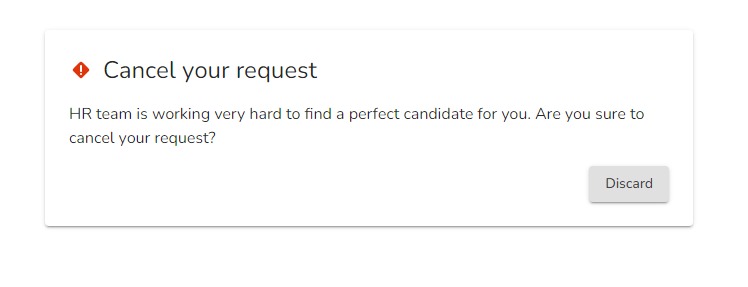 Cancel your request
HR team is working very hard to find a perfect candidate for you. Are you sure to
cancel your request?
Discard